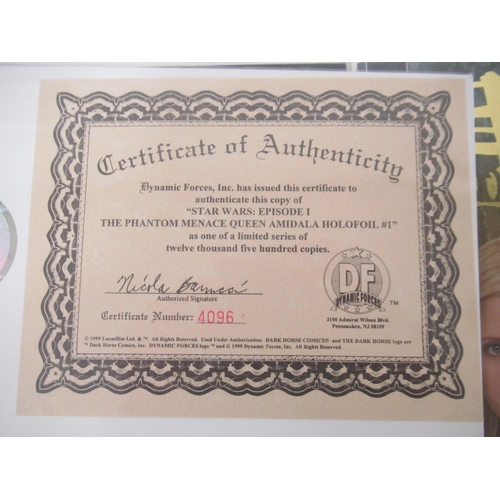 Certificate of Authenticity
Dynamic Forces, Inc. has issued this certificate to
authenticate this copy of
"STAR WARS: EPISODE I
THE PHANTOM MENACE QUEEN AMIDALA HOLOFOIL #1"
as one of a limited series of
twelve thousand five hundred copies.
Authorized Signature
Certificate Number: 4096
DF
DYNAMIC FORCES
TM
3100 Admiral Wilson Blvd.
Pennsauken, NJ 08109
© 1999 Lucasfilm Ltd. & ™. All Rights Reserved. Used Under Authorization. DARK HORSE COMICS® and THE DARK HORSE logo are
™ Dark Horse Comics, Inc. DYNAMIC FORCES logo ™ and © 1999 Dynamic Forces, Inc. All Rights Reserved.